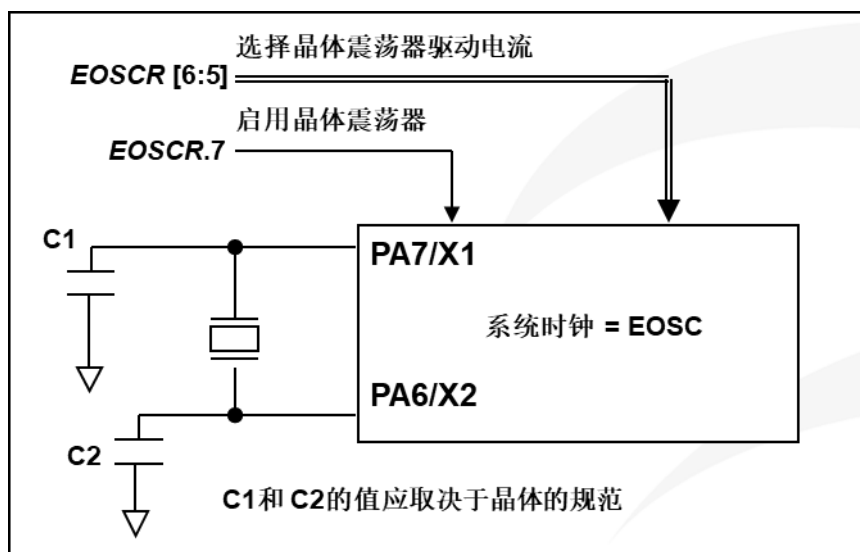 选择晶体震荡器驱动电流
EOSCR [6:5]
启用晶体震荡器
EOSCR.7
C1
PA7/X1
系统时钟 = EOSC
PA6/X2
C2
C1和 C2的值应取决于晶体的规范